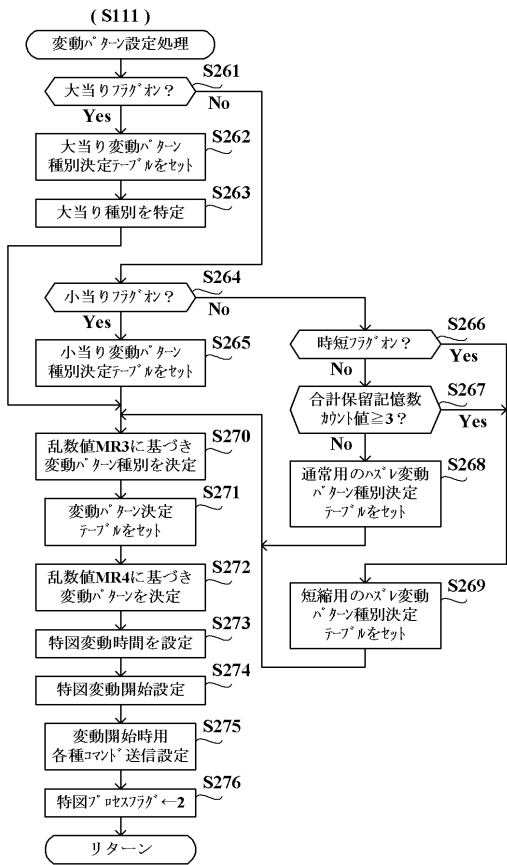 ( S111 )
変動ﾊﾟﾀｰﾝ設定処理
S261
大当りﾌﾗｸﾞｵﾝ?
No
Yes
S262
大当り変動ﾊﾟﾀｰﾝ
種別決定ﾃｰﾌﾞﾙをｾｯﾄ
S263
大当り種別を特定
S264
小当りﾌﾗｸﾞｵﾝ?
No
Yes
S265
小当り変動ﾊﾟﾀｰﾝ
種別決定ﾃｰﾌﾞﾙをｾｯﾄ
S266
時短ﾌﾗｸﾞｵﾝ?
No
Yes
S267
合計保留記憶数
ｶｳﾝﾄ値≧3?
Yes
No
S268
通常用のﾊｽﾞﾚ変動
ﾊﾟﾀｰﾝ種別決定
ﾃｰﾌﾞﾙをｾｯﾄ
S269
短縮用のﾊｽﾞﾚ変動
ﾊﾟﾀｰﾝ種別決定
ﾃｰﾌﾞﾙをｾｯﾄ
S270
乱数値MR3に基づき
変動ﾊﾟﾀｰﾝ種別を決定
S271
変動ﾊﾟﾀｰﾝ決定
ﾃｰﾌﾞﾙをｾｯﾄ
S272
乱数値MR4に基づき
変動ﾊﾟﾀｰﾝを決定
S273
特図変動時間を設定
S274
特図変動開始設定
S275
変動開始時用
各種ｺﾏﾝﾄﾞ送信設定
S276
特図ﾌﾟﾛｾｽﾌﾗｸﾞ←2
リターン